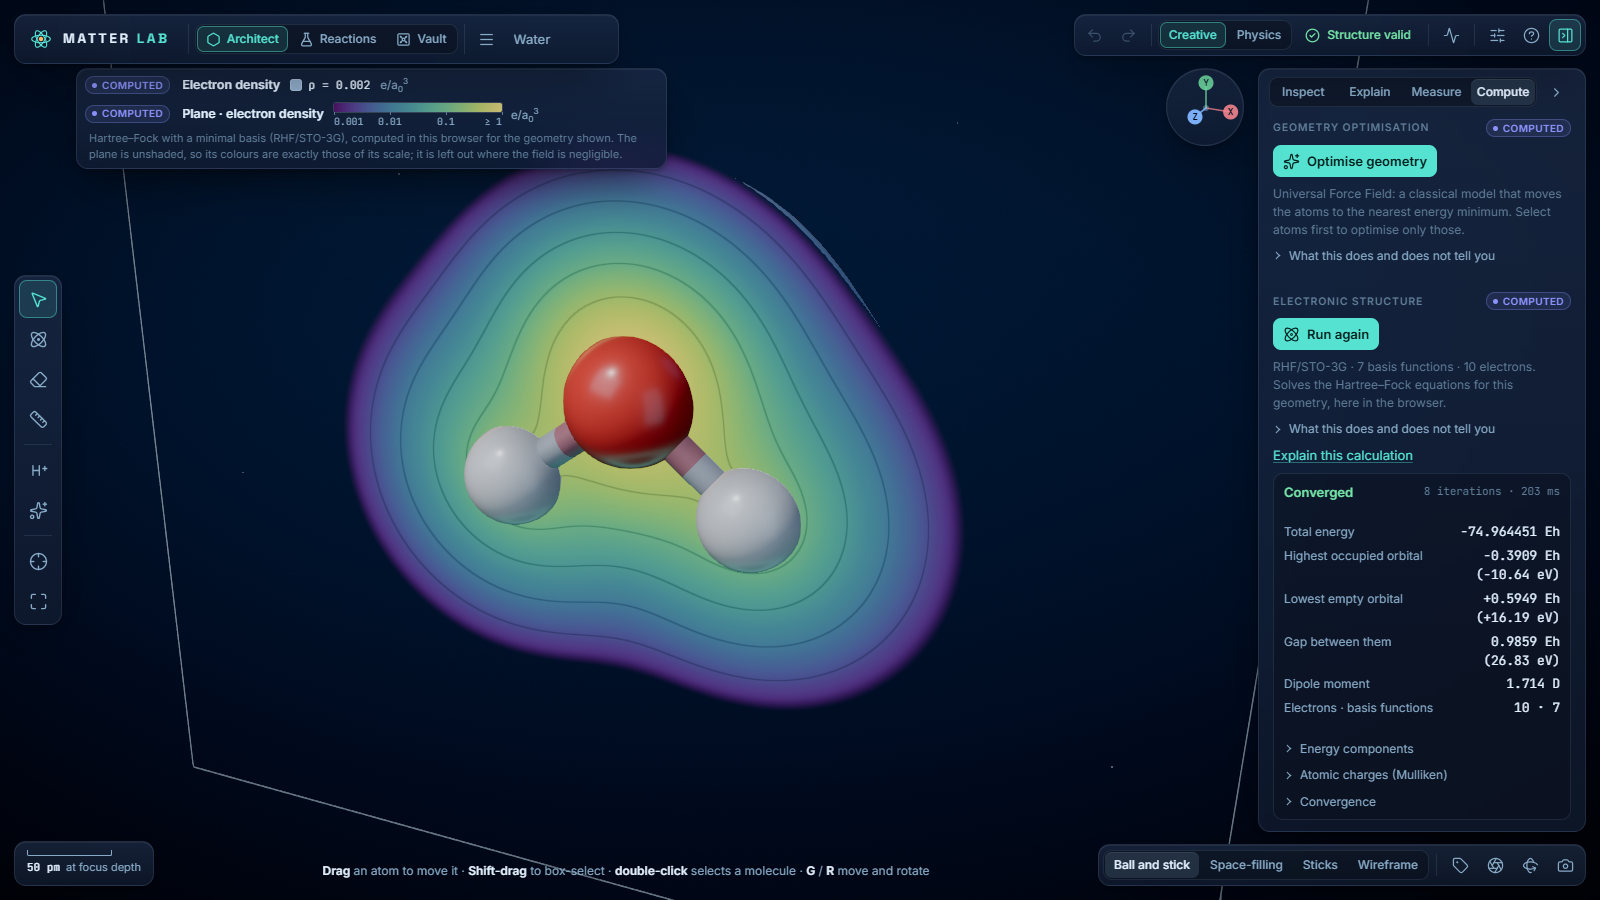 MATTER LAB
Architect
Reactions
Vault
Water
Creative
Physics
Structure valid
COMPUTED
Electron density
ρ = 0.002 e/a₀³
COMPUTED
Plane · electron density
0.001 0.01 0.1 ≥ 1
e/a₀³
Hartree–Fock with a minimal basis (RHF/STO-3G), computed in this browser for the geometry shown. The
plane is unshaded, so its colours are exactly those of its scale; it is left out where the field is negligible.
Y
X
Z
Inspect
Explain
Measure
Compute
GEOMETRY OPTIMISATION
COMPUTED
Optimise geometry
Universal Force Field: a classical model that moves
the atoms to the nearest energy minimum. Select
atoms first to optimise only those.
What this does and does not tell you
ELECTRONIC STRUCTURE
COMPUTED
Run again
RHF/STO-3G · 7 basis functions · 10 electrons.
Solves the Hartree–Fock equations for this
geometry, here in the browser.
What this does and does not tell you
Explain this calculation
Converged
8 iterations · 203 ms
Total energy -74.964451 Eh
Highest occupied orbital -0.3909 Eh
(-10.64 eV)
Lowest empty orbital +0.5949 Eh
(+16.19 eV)
Gap between them 0.9859 Eh
(26.83 eV)
Dipole moment 1.714 D
Electrons · basis functions 10 · 7
Energy components
Atomic charges (Mulliken)
Convergence
H+
50 pm at focus depth
Drag an atom to move it · Shift-drag to box-select · double-click selects a molecule · G / R move and rotate
Ball and stick
Space-filling
Sticks
Wireframe